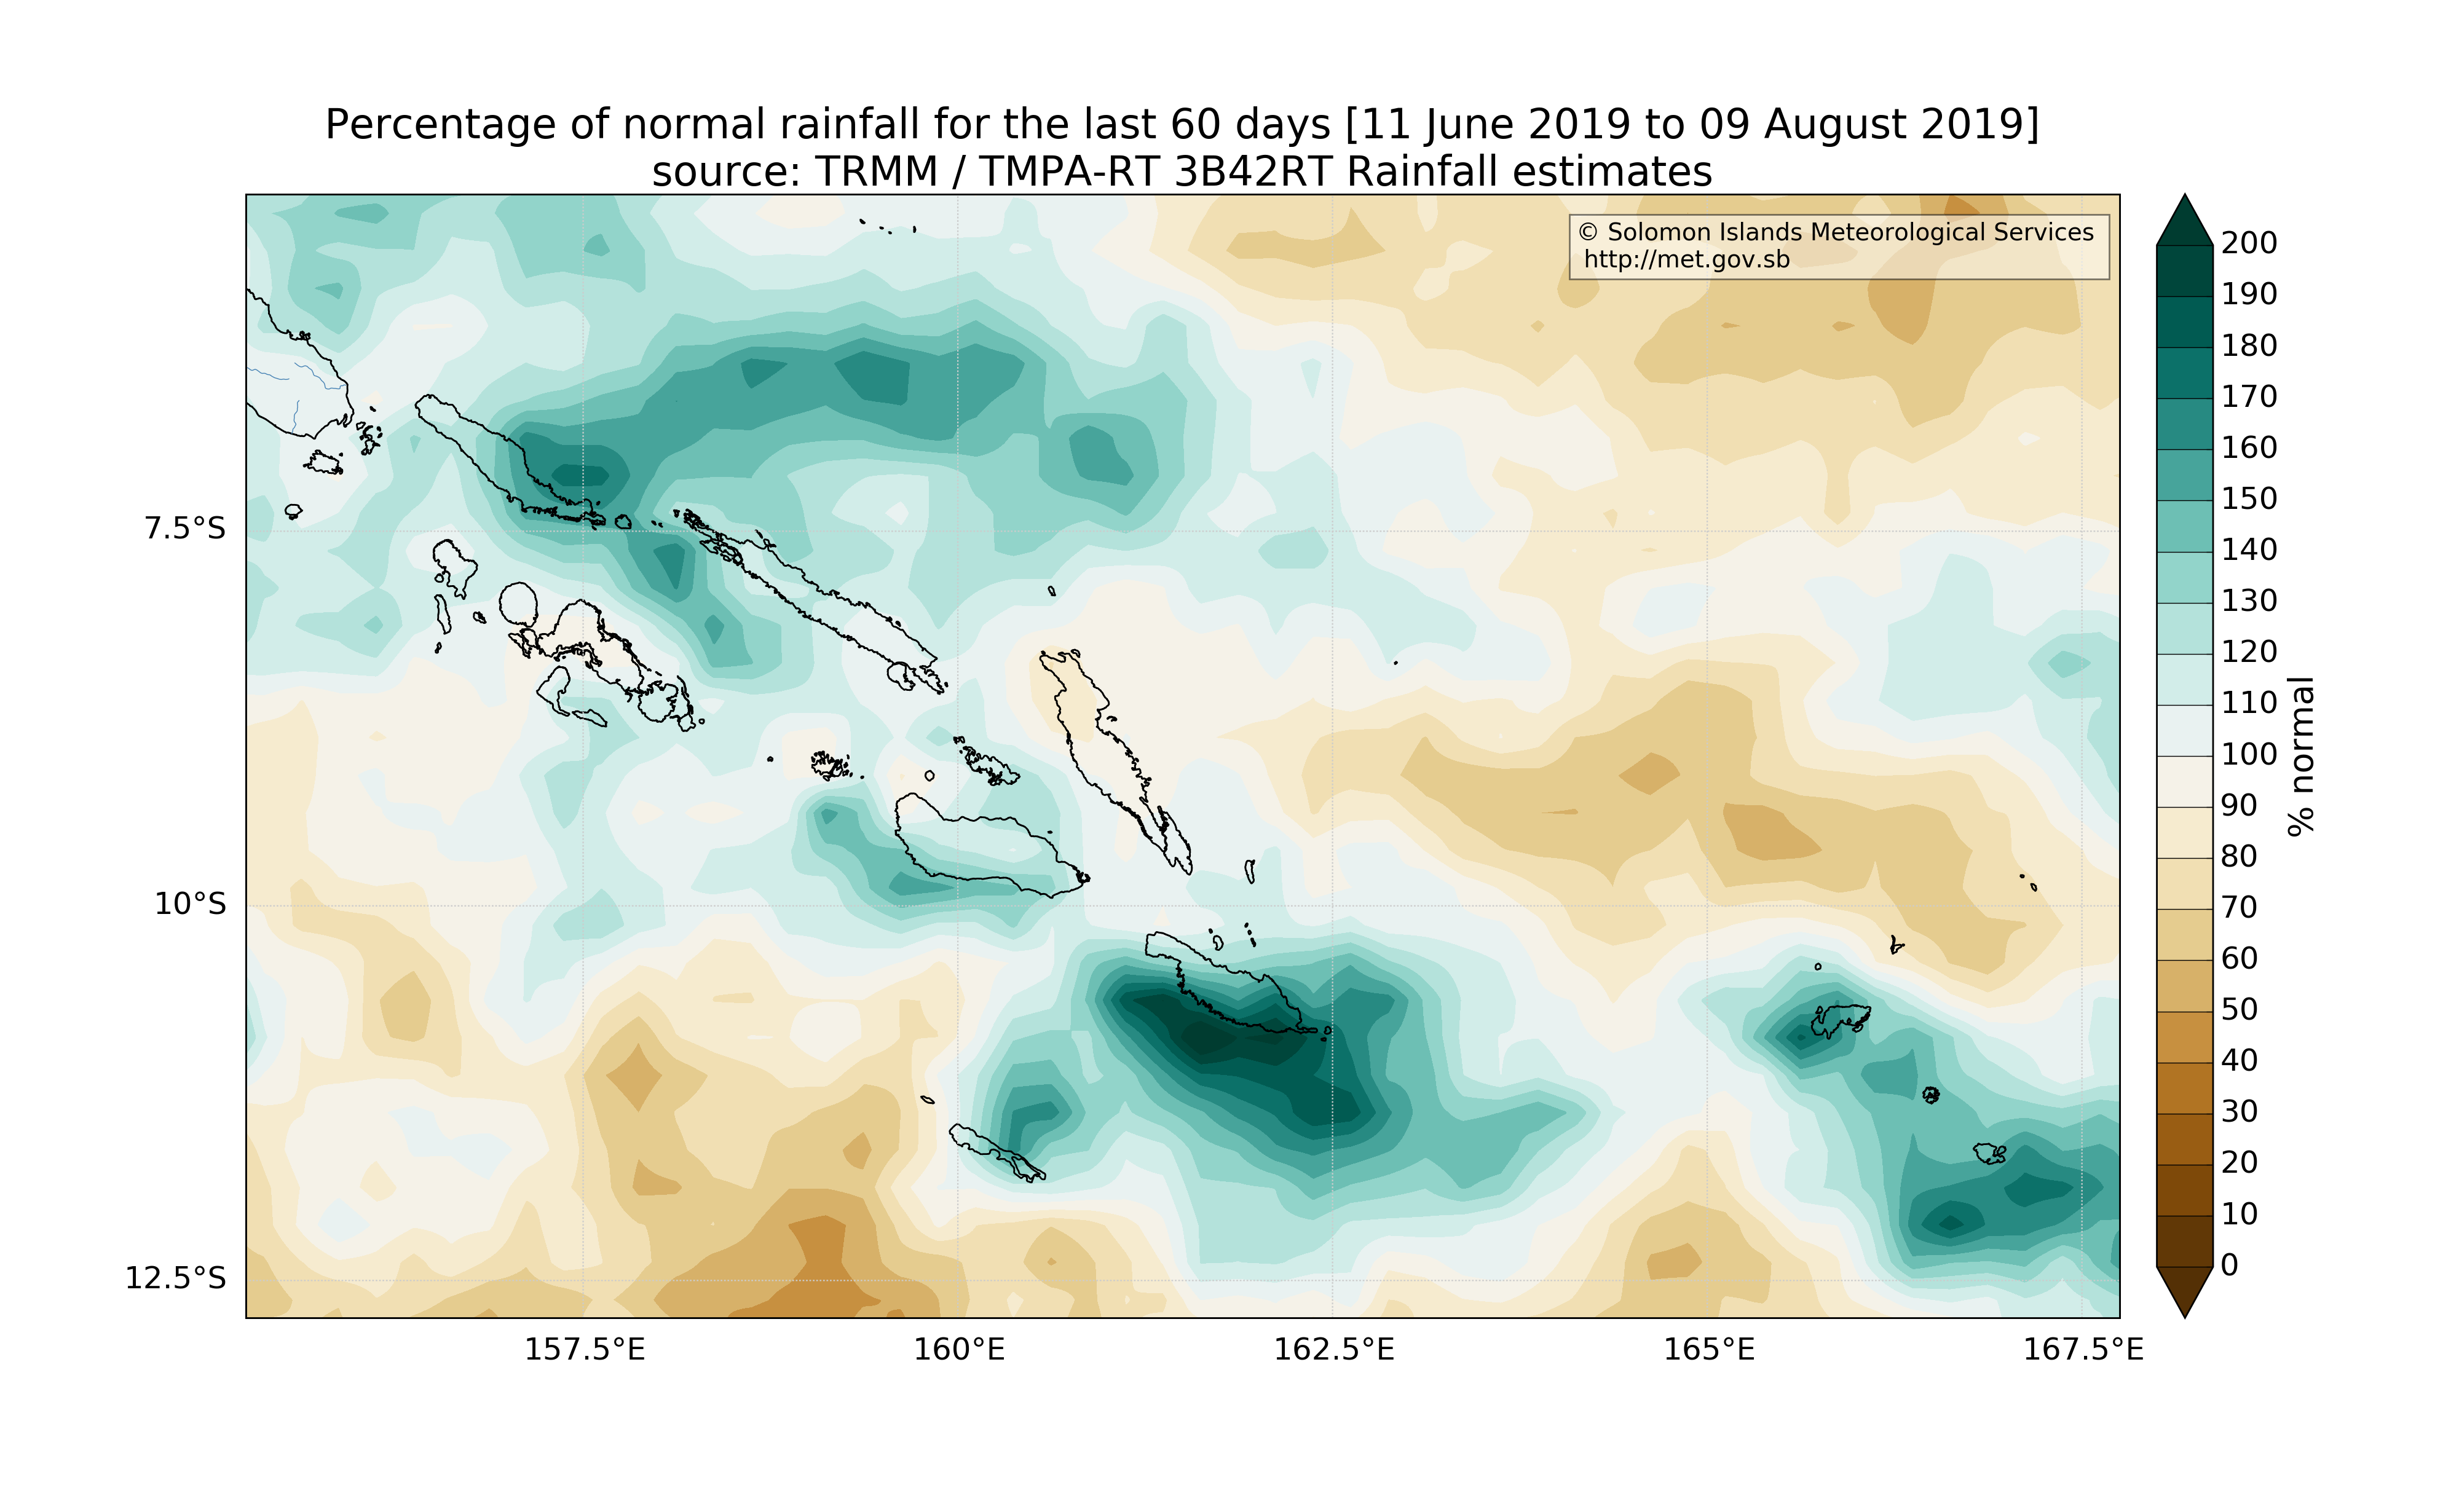 Percentage of normal rainfall for the last 60 days [11 June 2019 to 09 August 2019]
source: TRMM / TMPA-RT 3B42RT Rainfall estimates
© Solomon Islands Meteorological Services
http://met.gov.sb
7.5°S
10°S
12.5°S
157.5°E
160°E
162.5°E
165°E
167.5°E
200
190
180
170
160
150
140
130
120
110
100
90
80
70
60
50
40
30
20
10
0
% normal